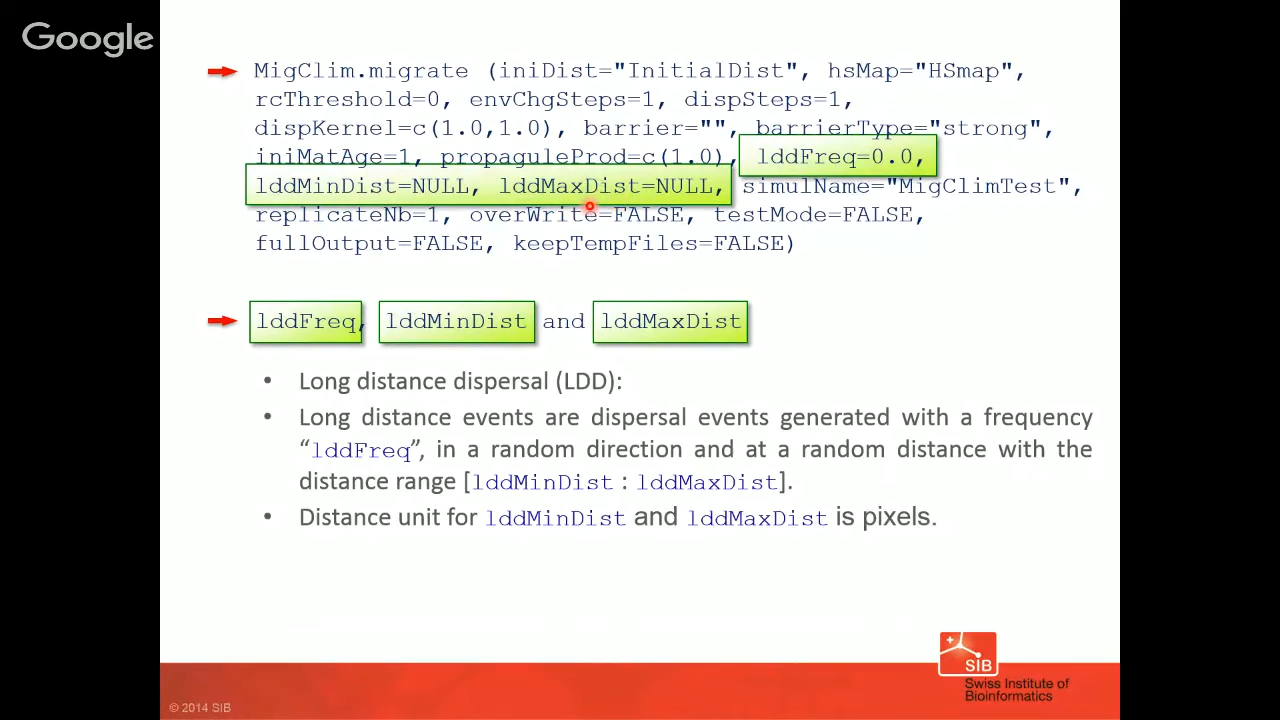 Google
MigClim.migrate (iniDist="InitialDist", hsMap="HSmap",
rcThreshold=0, envChgSteps=1, dispSteps=1,
dispKernel=c(1.0,1.0), barrier="", barrierType="strong",
iniMatAge=1, propaguleProd=c(1.0), lddFreq=0.0,
lddMinDist=NULL, lddMaxDist=NULL, simulName="MigClimTest",
replicateNb=1, overWrite=FALSE, testMode=FALSE,
fullOutput=FALSE, keepTempFiles=FALSE)
lddFreq, lddMinDist and lddMaxDist
• Long distance dispersal (LDD):
• Long distance events are dispersal events generated with a frequency
“lddFreq”, in a random direction and at a random distance with the
distance range [lddMinDist : lddMaxDist].
• Distance unit for lddMinDist and lddMaxDist is pixels.
SIB
Swiss Institute of
Bioinformatics
© 2014 SIB